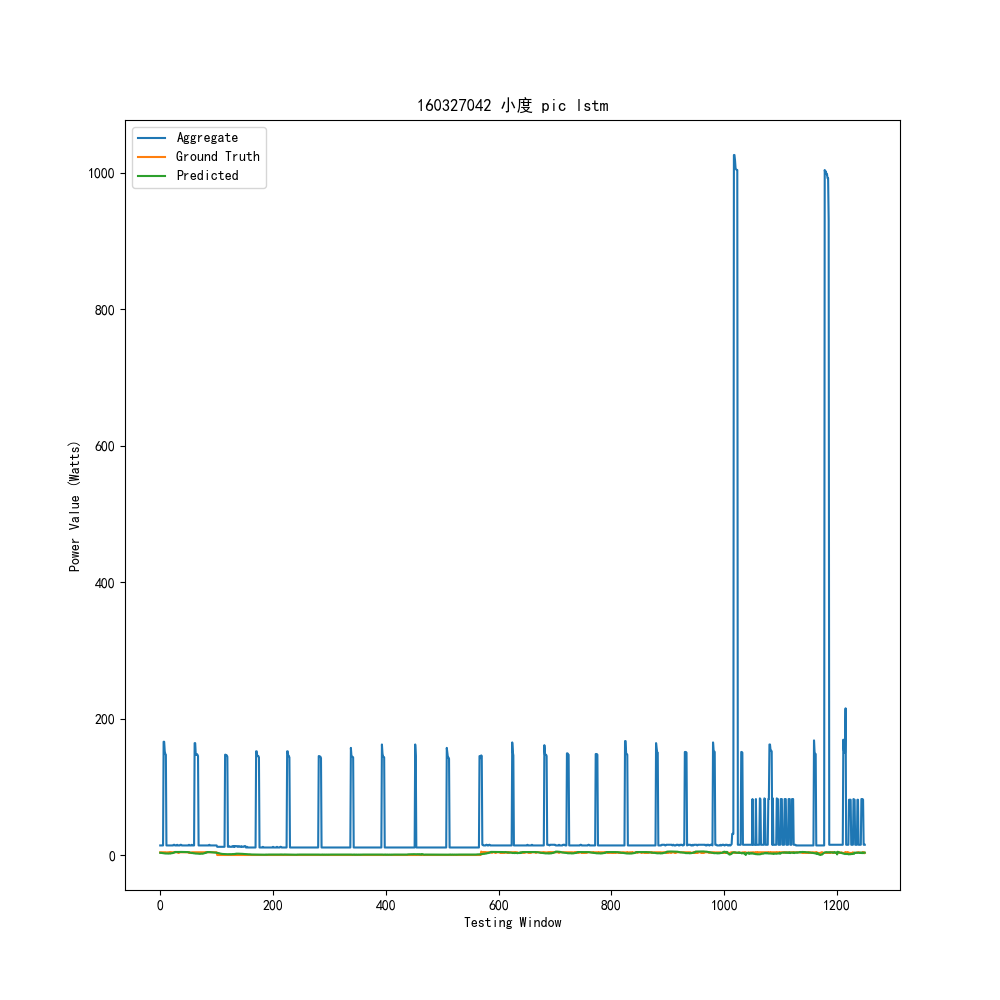 160327042 小度 pic lstm
Aggregate
Ground Truth
Predicted
1000
800
600
400
200
0
Power Value (Watts)
0 200 400 600 800 1000 1200
Testing Window